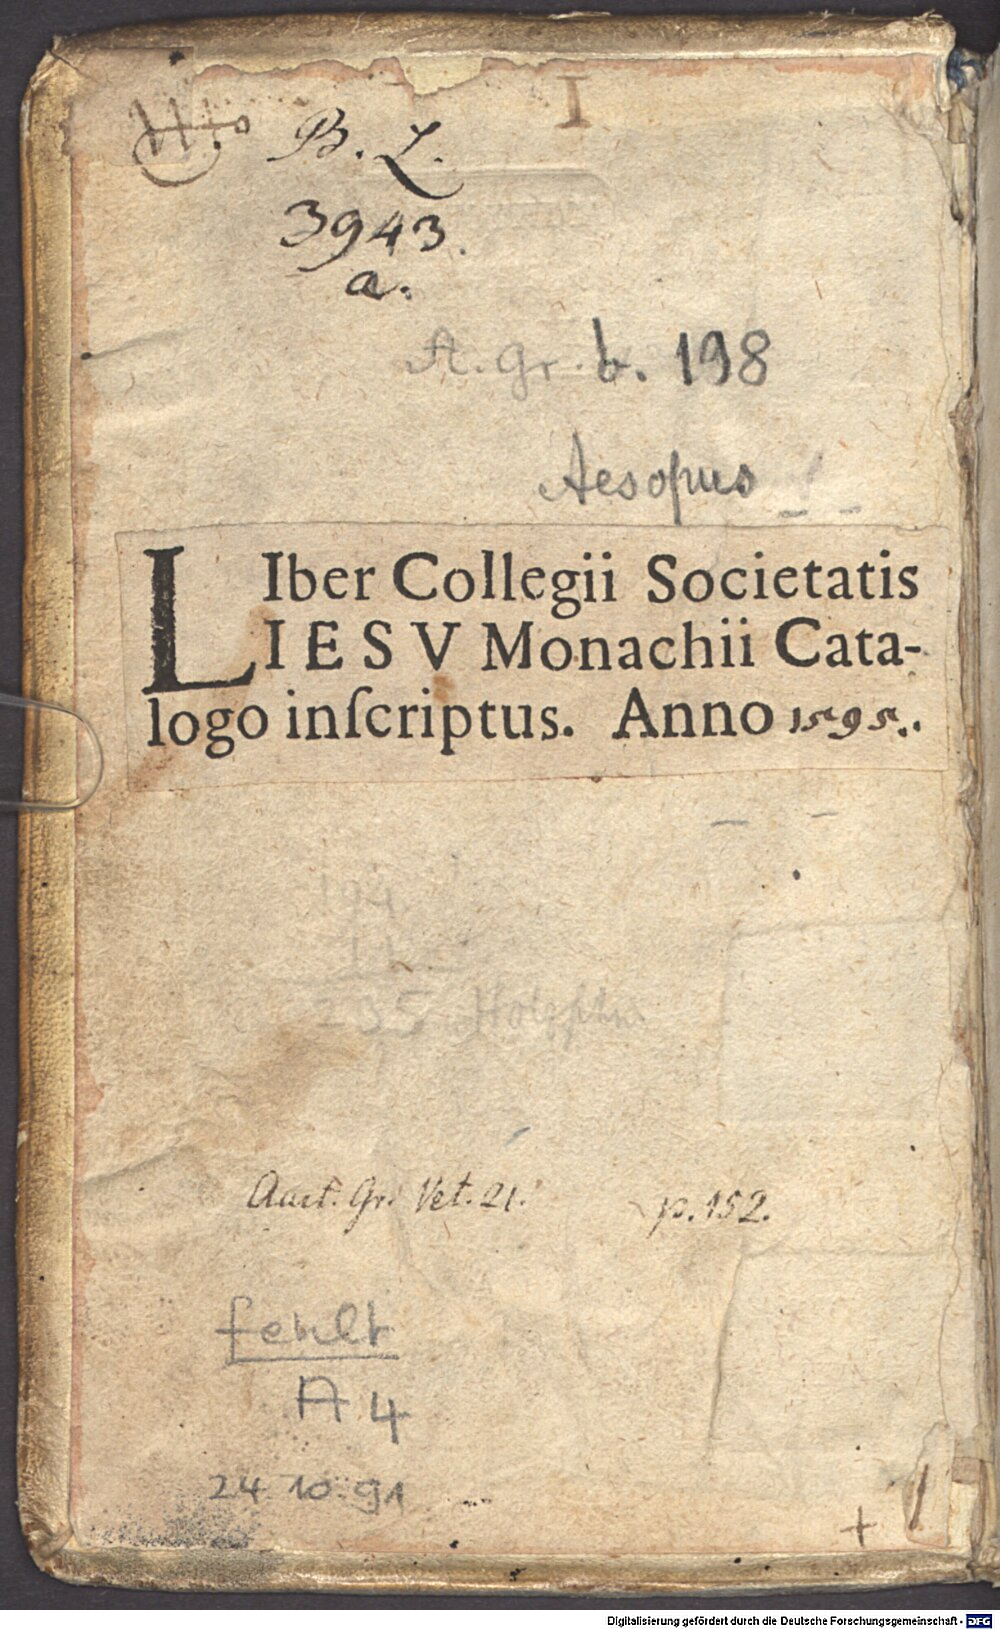 I
B. L.
3943.
a.
A. gr. b. 198
Aesopus
LIber Collegii Societatis
IESV Monachii Cata-
logo inſcriptus. Anno 1595.
235
Auct. Gr. Vet. 21. p. 152.
fehlt
A 4
24 10. 91
+
Digitalisierung gefördert durch die Deutsche Forschungsgemeinschaft - DFG